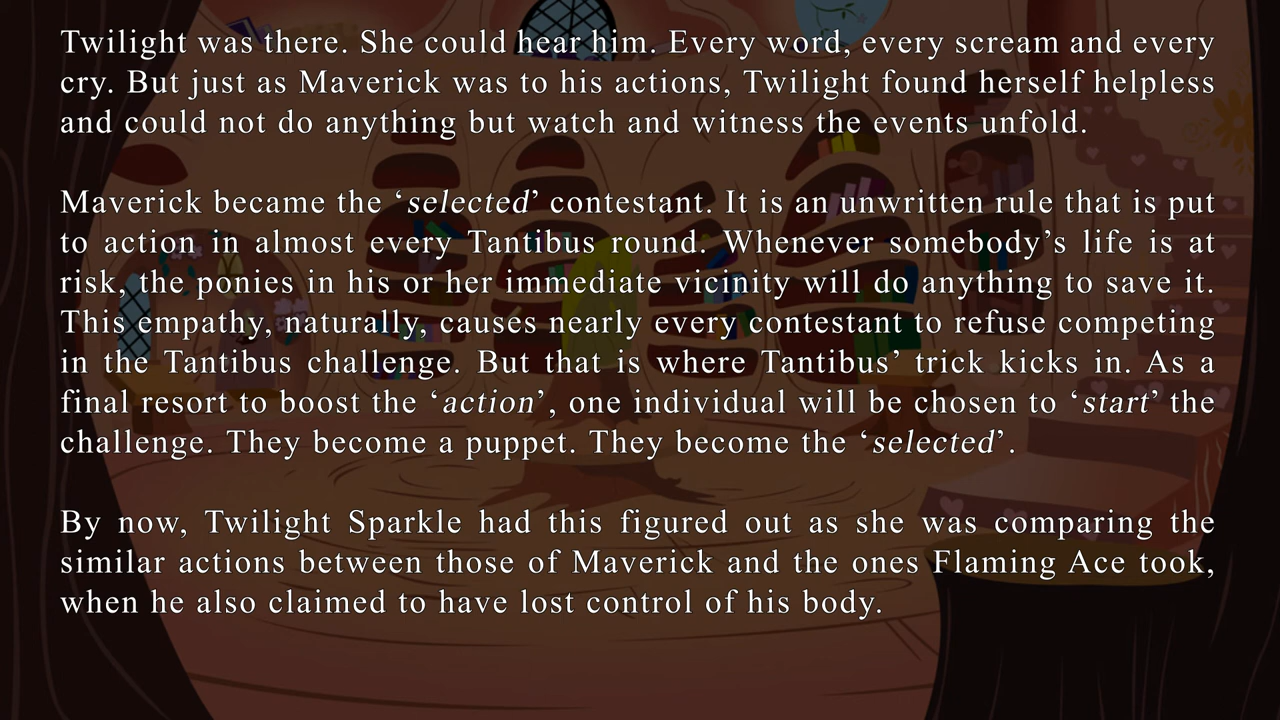 Twilight was there. She could hear him. Every word, every scream and every
cry. But just as Maverick was to his actions, Twilight found herself helpless
and could not do anything but watch and witness the events unfold.
Maverick became the ‘selected’ contestant. It is an unwritten rule that is put
to action in almost every Tantibus round. Whenever somebody’s life is at
risk, the ponies in his or her immediate vicinity will do anything to save it.
This empathy, naturally, causes nearly every contestant to refuse competing
in the Tantibus challenge. But that is where Tantibus’ trick kicks in. As a
final resort to boost the ‘action’, one individual will be chosen to ‘start’ the
challenge. They become a puppet. They become the ‘selected’.
By now, Twilight Sparkle had this figured out as she was comparing the
similar actions between those of Maverick and the ones Flaming Ace took,
when he also claimed to have lost control of his body.